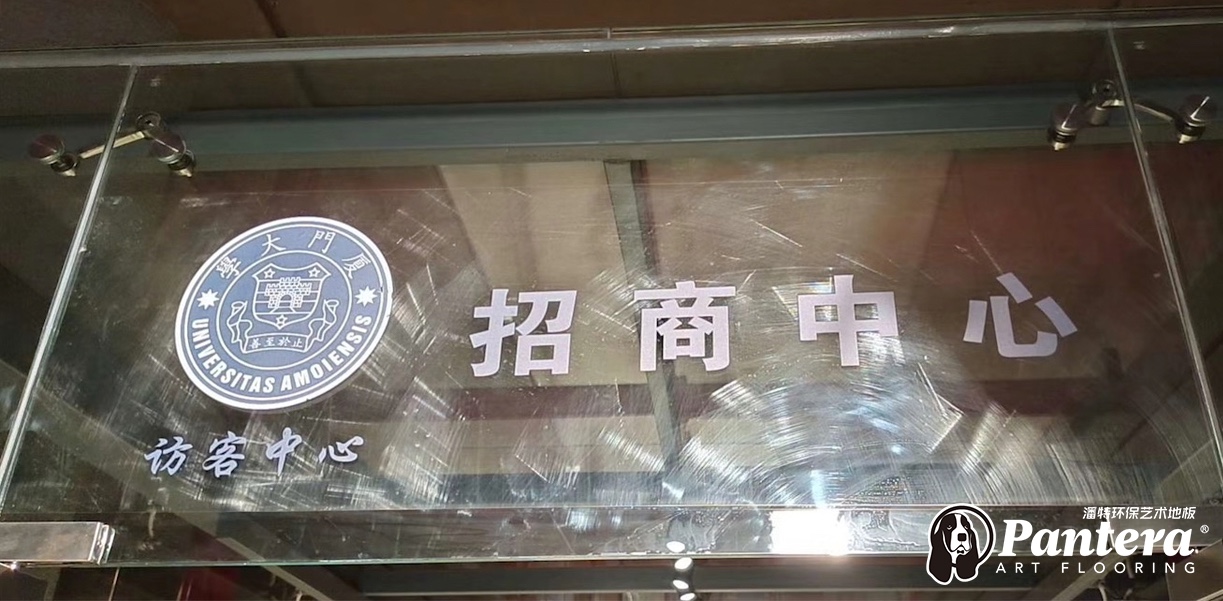 廈門大學
止於至善
UNIVERSITAS AMOIENSIS
访客中心
招商中心
潘特环保艺术地板
Pantera®
ART FLOORING